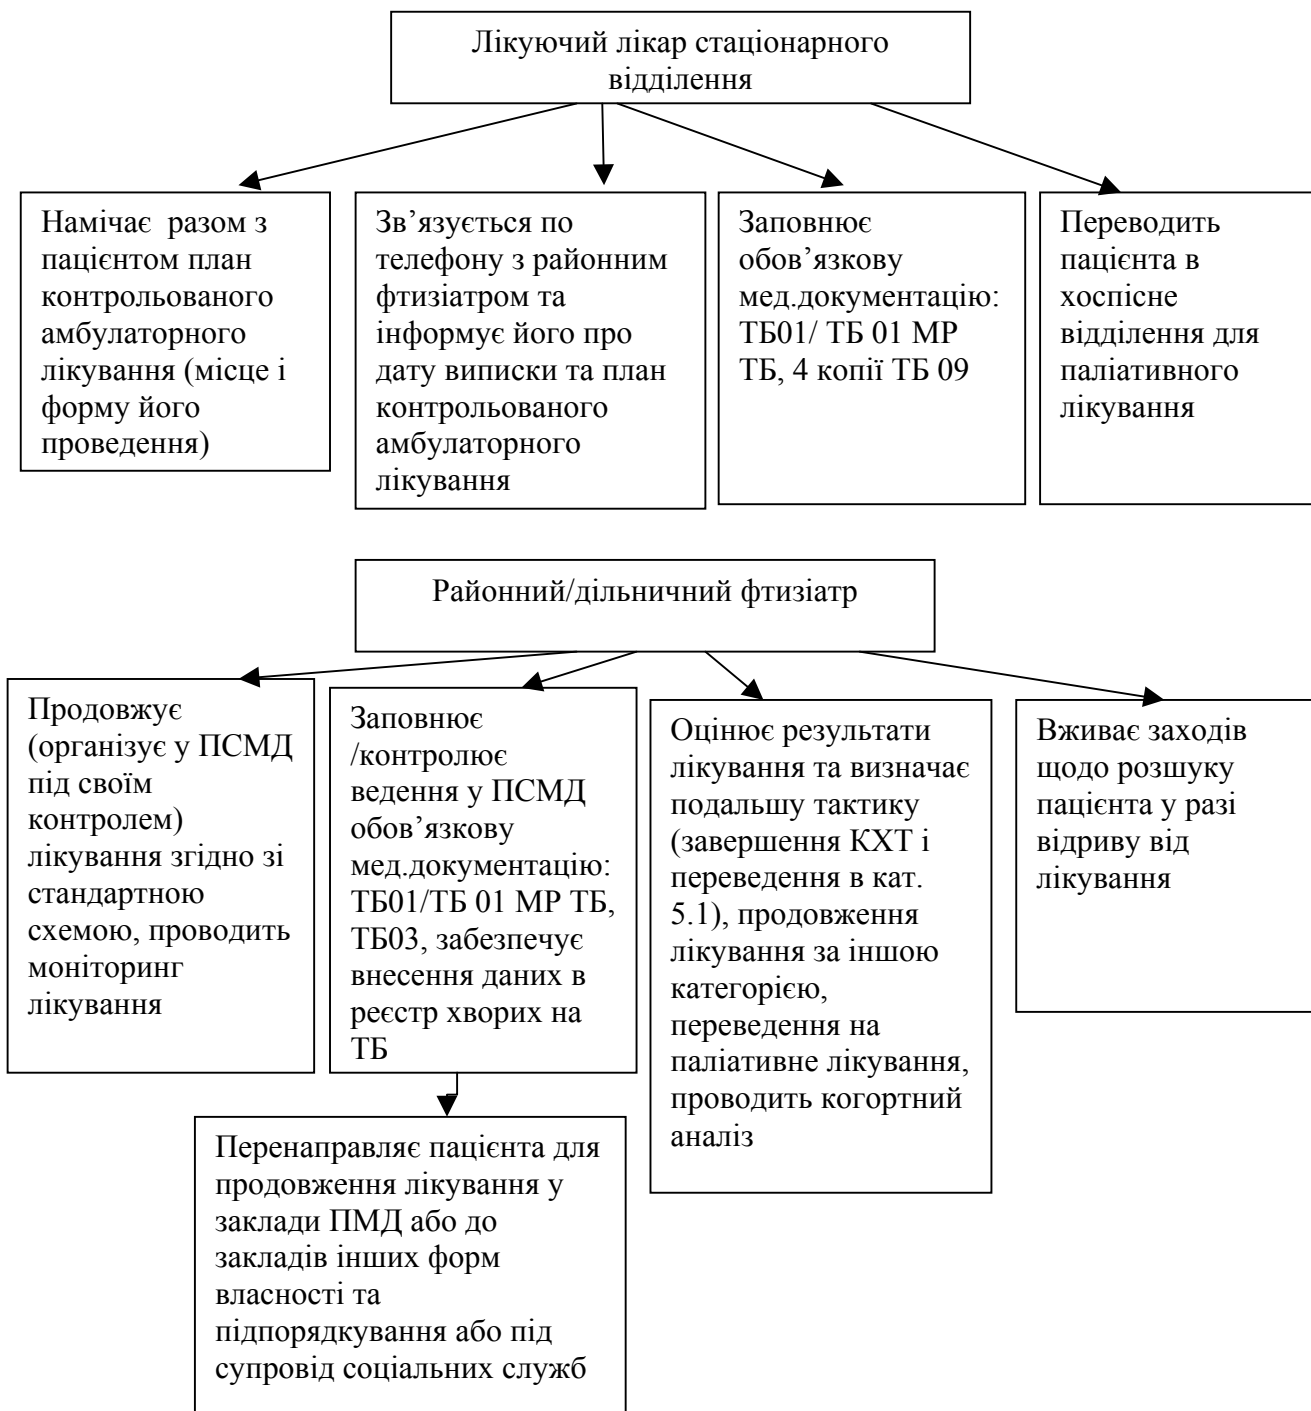 Лікуючий лікар стаціонарного
відділення
Намічає  разом з
пацієнтом план
контрольованого
амбулаторного
лікування (місце і
форму його
проведення)
Зв’язується по
телефону з районним
фтизіатром та
інформує його про
дату виписки та план
контрольованого
амбулаторного
лікування
Заповнює
обов’язкову
мед.документацію:
ТБ01/ ТБ 01 МР
ТБ, 4 копії ТБ 09
Переводить
пацієнта в
хоспісне
відділення для
паліативного
лікування
Районний/дільничний фтизіатр
Продовжує
(організує у ПСМД
під своїм
контролем)
лікування згідно зі
стандартною
схемою, проводить
моніторинг
лікування
Заповнює
/контролює
ведення у ПСМД
обов’язкову
мед.документацію:
ТБ01/ТБ 01 МР ТБ,
ТБ03, забезпечує
внесення даних в
реєстр хворих на
ТБ
Оцінює результати
лікування та визначає
подальшу тактику
(завершення КХТ і
переведення в кат.
5.1), продовження
лікування за іншою
категорією,
переведення на
паліативне лікування,
проводить когортний
аналіз
Вживає заходів
щодо розшуку
пацієнта у разі
відриву від
лікування
Перенаправляє пацієнта для
продовження лікування у
заклади ПМД або до
закладів інших форм
власності та
підпорядкування або під
супровід соціальних служб